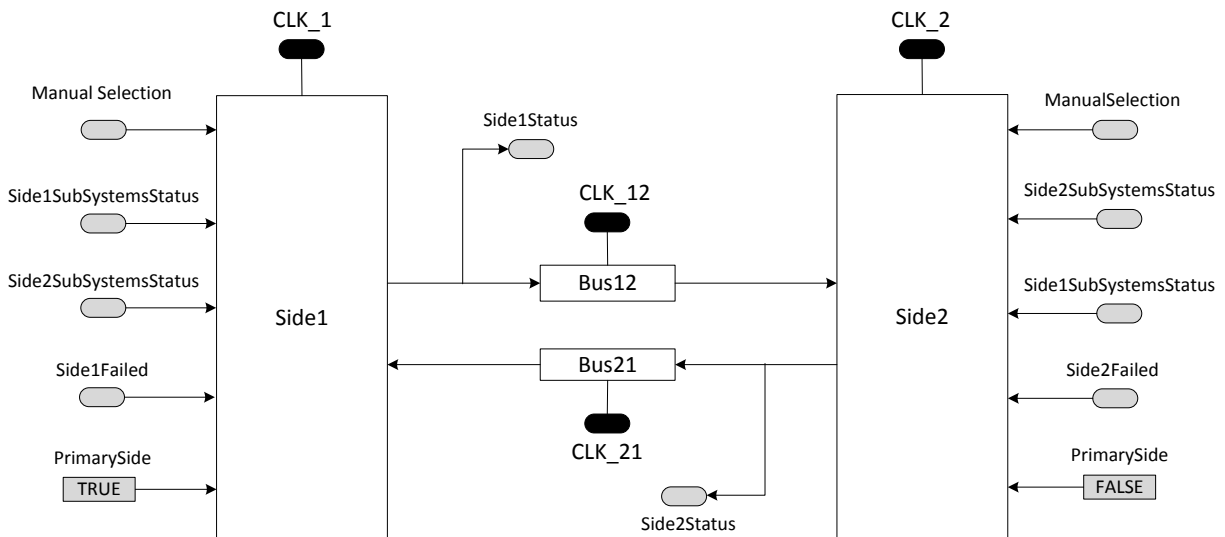 CLK_1
CLK_2
Manual Selection
ManualSelection
Side1Status
Side1SubSystemsStatus
CLK_12
Side2SubSystemsStatus
Side2SubSystemsStatus
Bus12
Side1SubSystemsStatus
Side1
Side2
Side1Failed
Bus21
Side2Failed
CLK_21
PrimarySide
TRUE
PrimarySide
FALSE
Side2Status